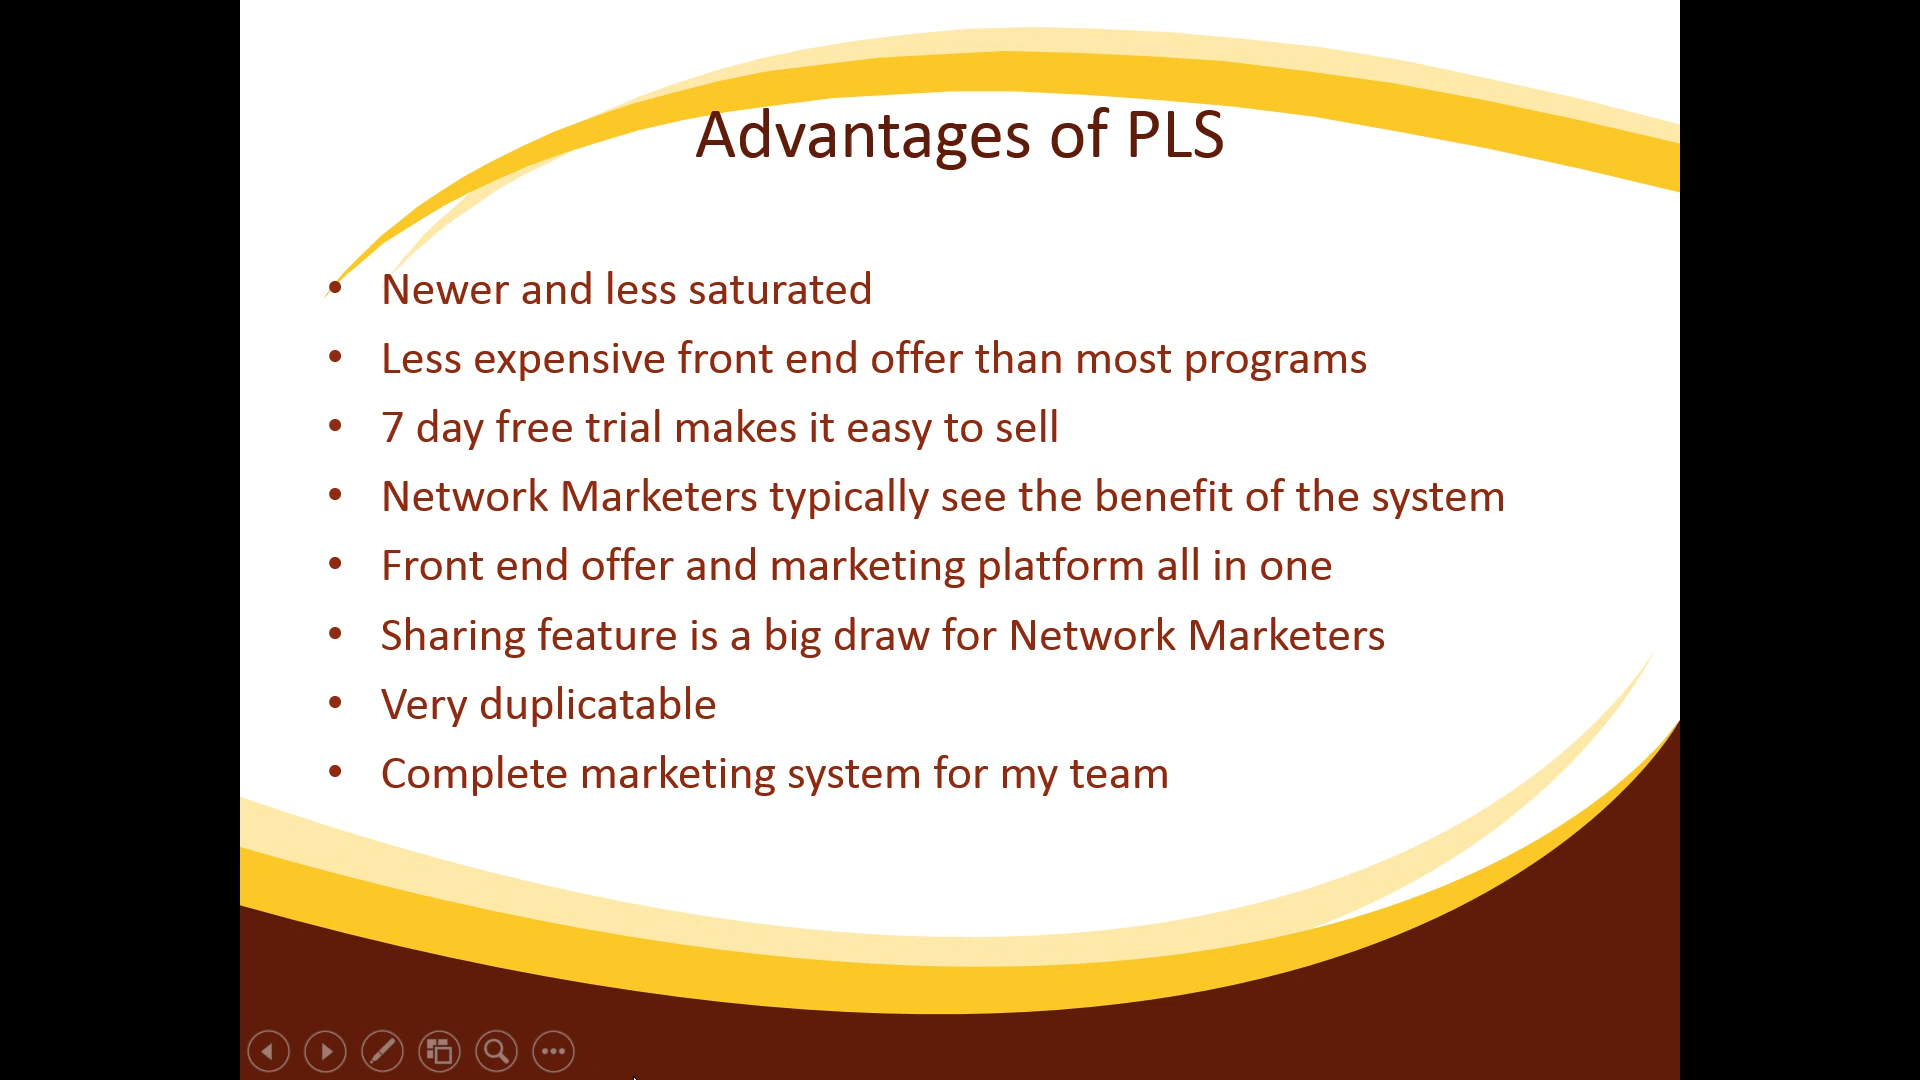 Advantages of PLS
• Newer and less saturated
• Less expensive front end offer than most programs
• 7 day free trial makes it easy to sell
• Network Marketers typically see the benefit of the system
• Front end offer and marketing platform all in one
• Sharing feature is a big draw for Network Marketers
• Very duplicatable
• Complete marketing system for my team